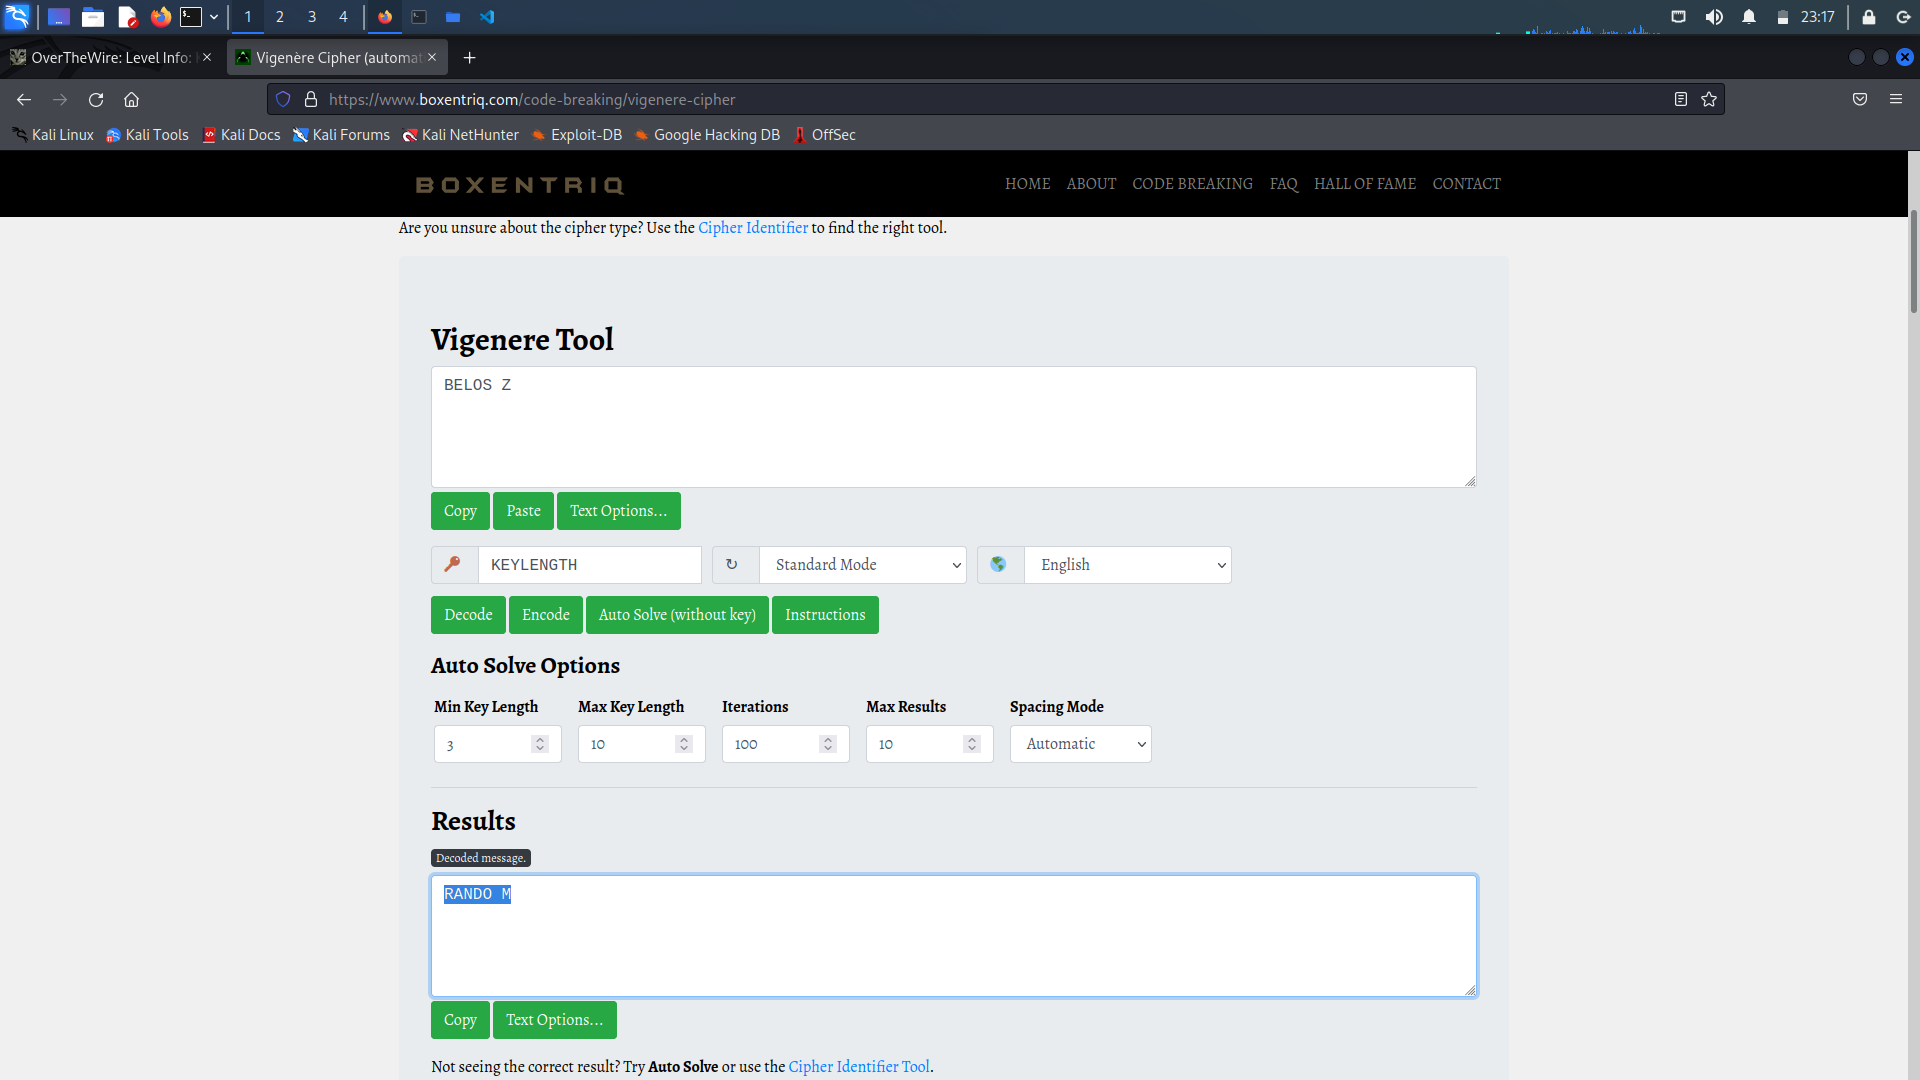 1 2 3 4 23:17
OverTheWire: Level Info: Vigenère Cipher (automat
https://www.boxentriq.com/code-breaking/vigenere-cipher
Kali Linux Kali Tools Kali Docs Kali Forums Kali NetHunter Exploit-DB Google Hacking DB OffSec
BOXENTRIQ HOME ABOUT CODE BREAKING FAQ HALL OF FAME CONTACT
Are you unsure about the cipher type? Use the Cipher Identifier to find the right tool.
Vigenere Tool
BELOS Z
Copy Paste Text Options...
KEYLENGTH Standard Mode English
Decode Encode Auto Solve (without key) Instructions
Auto Solve Options
Min Key Length Max Key Length Iterations Max Results Spacing Mode
3 10 100 10 Automatic
Results
Decoded message.
RANDO M
Copy Text Options...
Not seeing the correct result? Try Auto Solve or use the Cipher Identifier Tool.